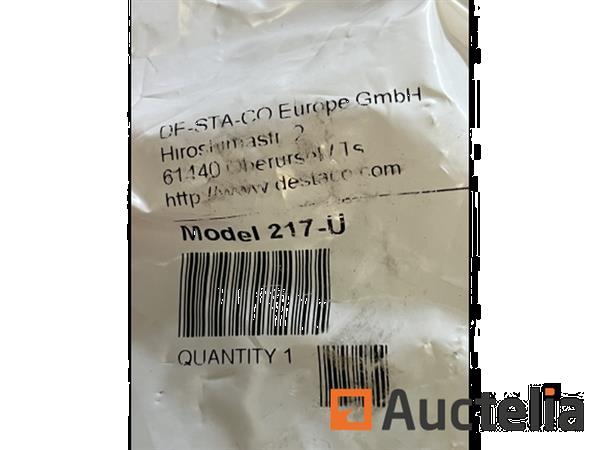 DE-STA-CO Europe GmbH
Hiroshimastr. 2
61440 Oberursel / Ts
http://www.destaco.com
Model 217-U
QUANTITY 1
Auctelia